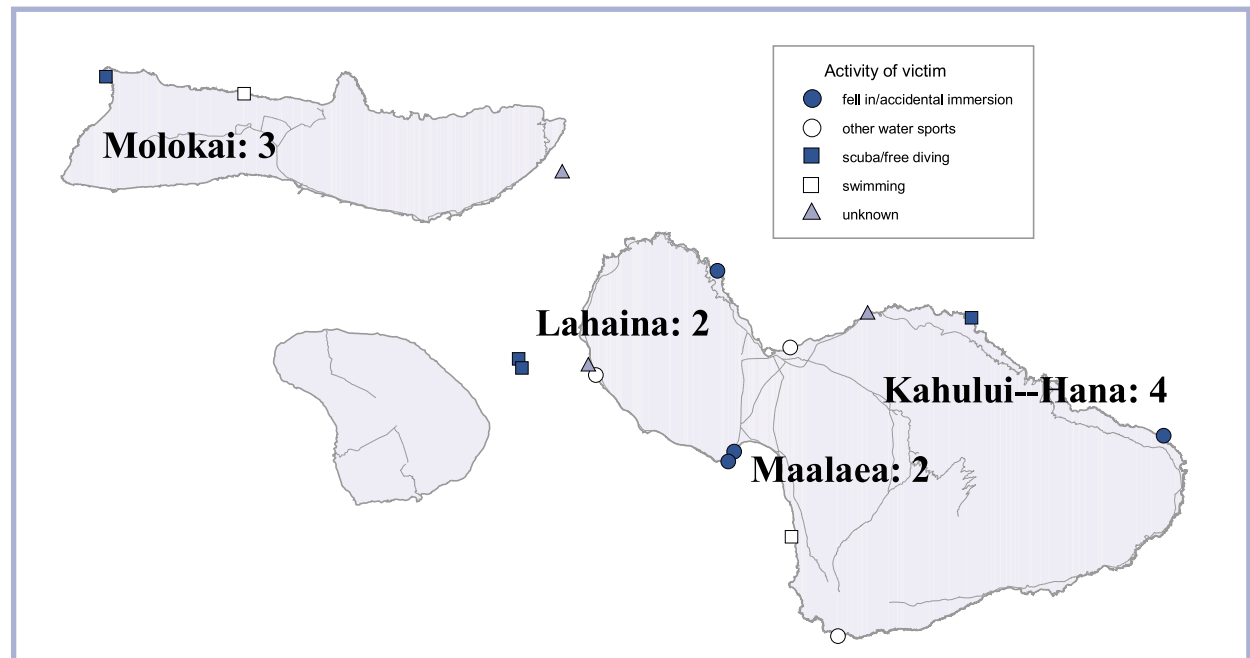 Activity of victim
fell in/accidental immersion
other water sports
scuba/free diving
swimming
unknown
Molokai: 3
Lahaina: 2
Kahului--Hana: 4
Maalaea: 2